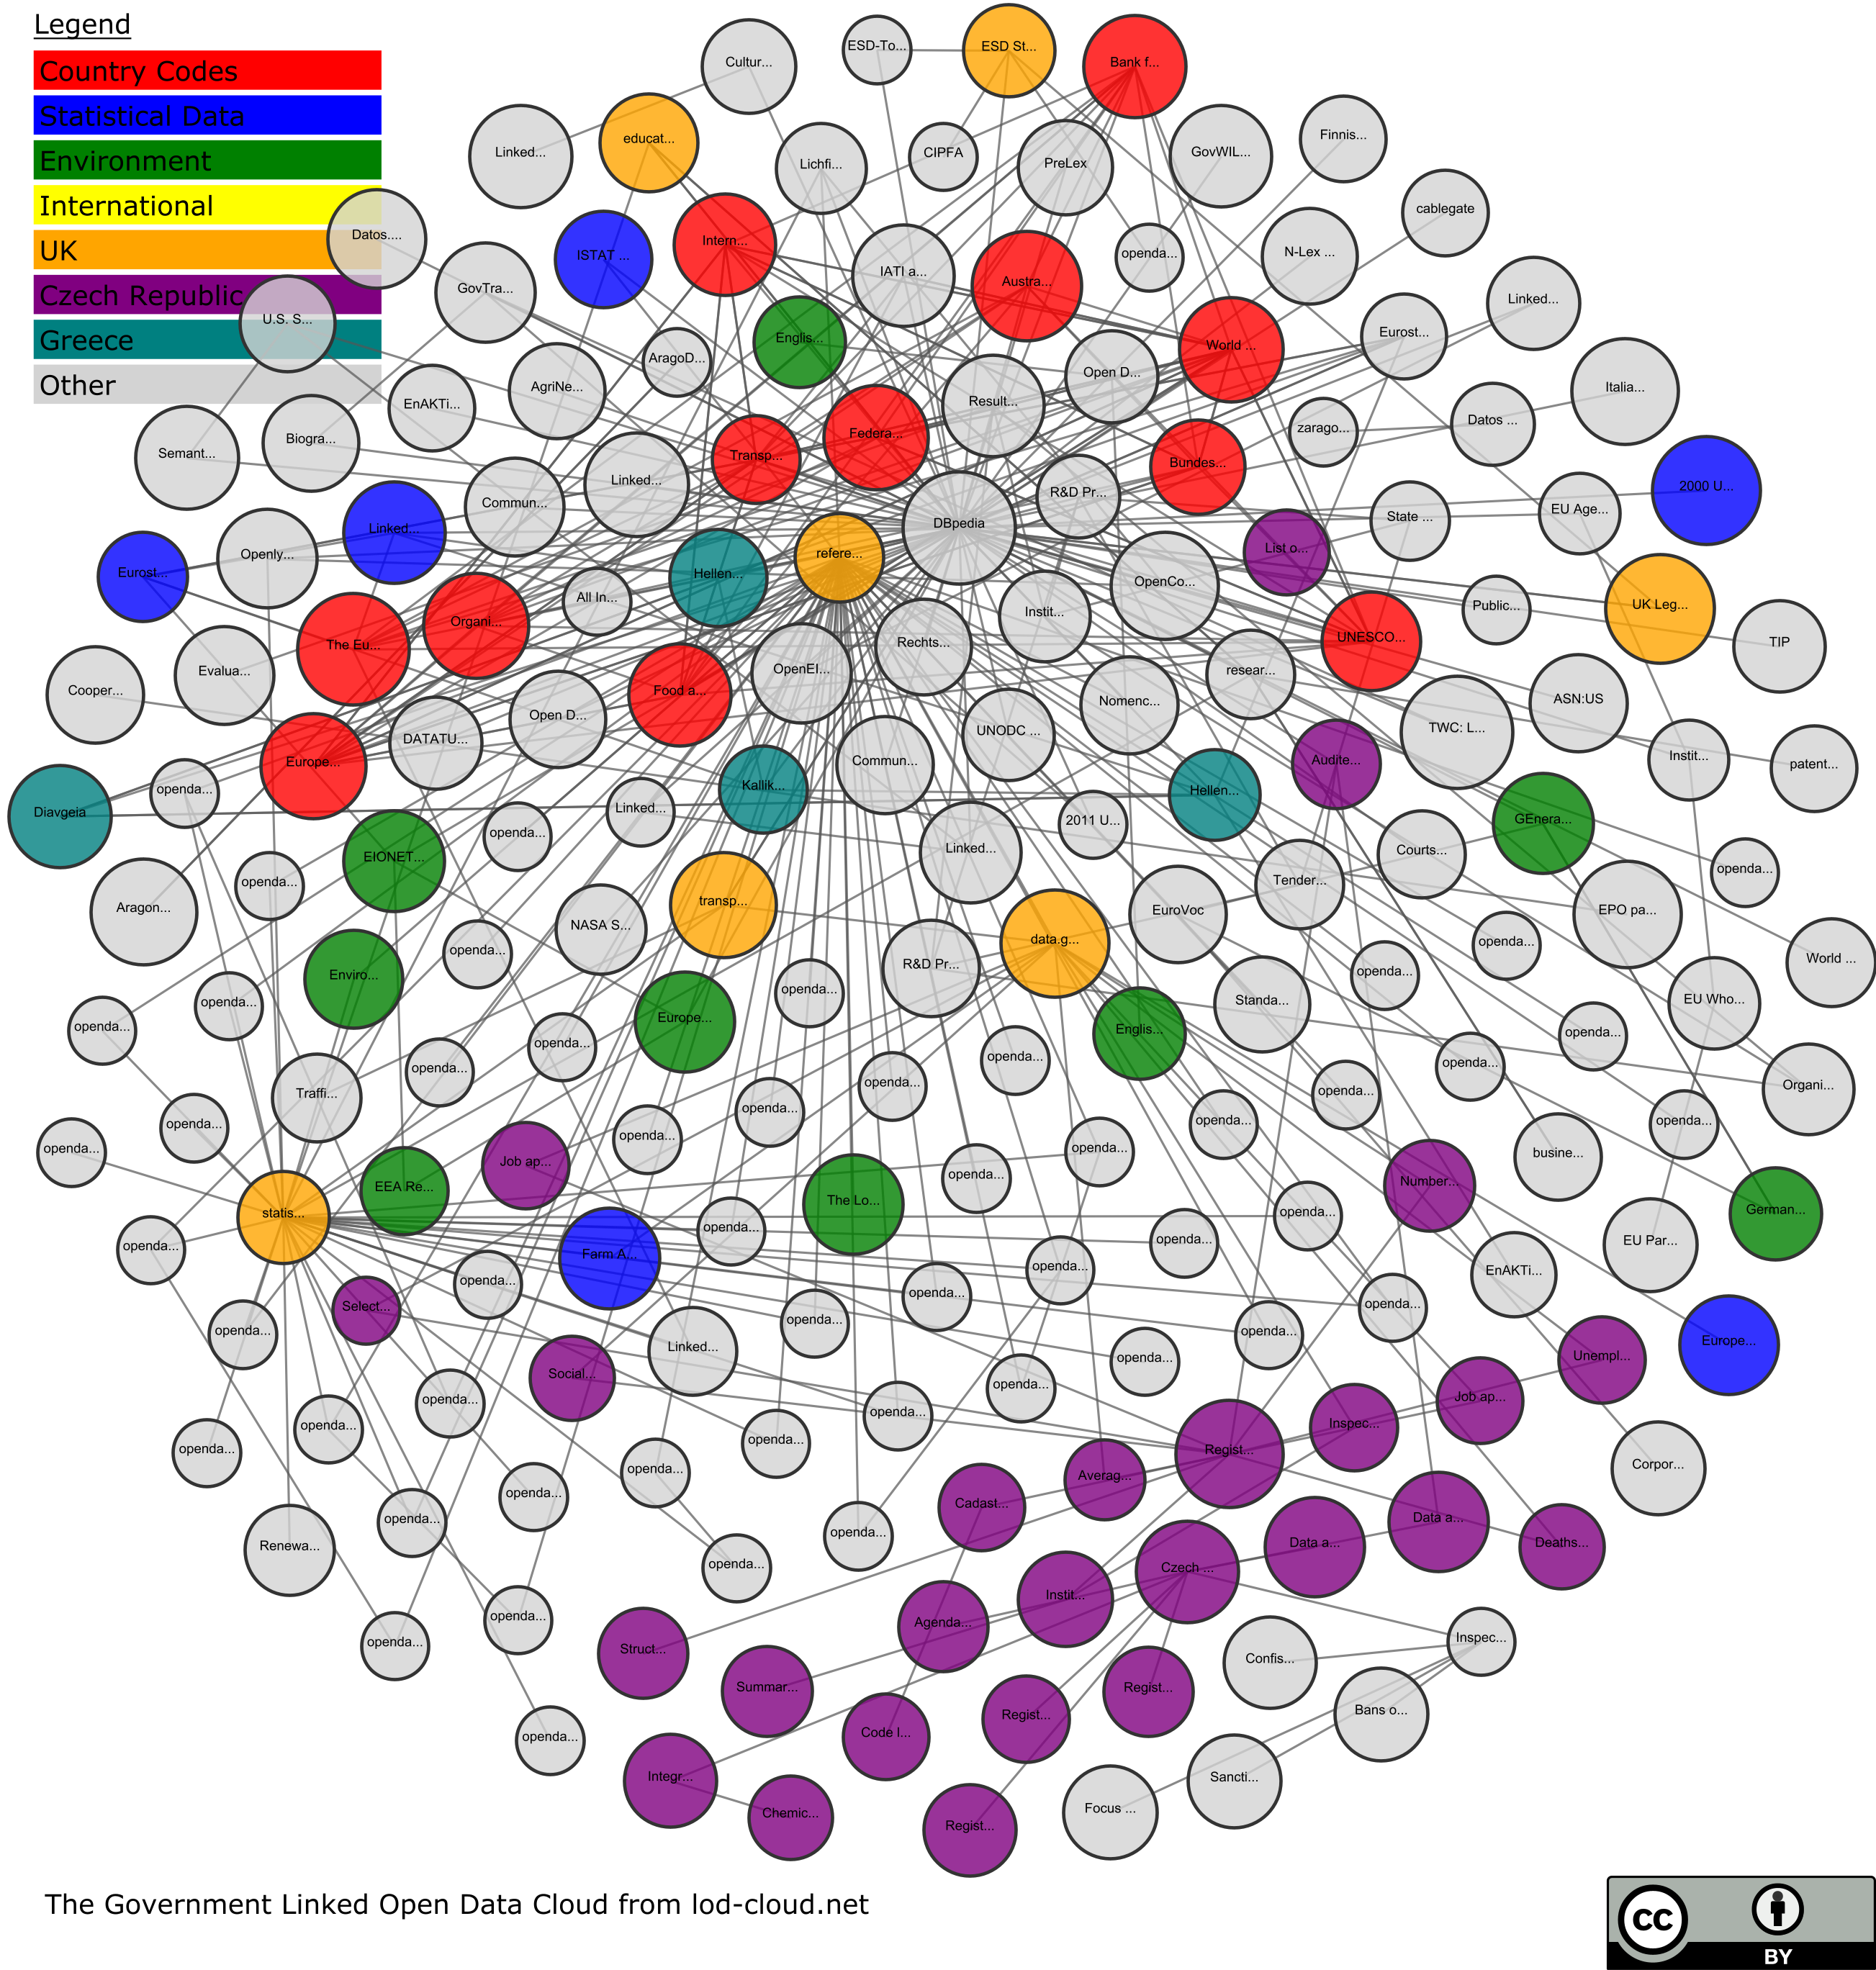 Legend
Country Codes
Statistical Data
Environment
International
UK
Czech Republic
Greece
Other
Cultur...
ESD-To...
ESD St...
Bank f...
Linked...
educat...
Lichfi...
CIPFA
PreLex
GovWIL...
Finnis...
Datos....
ISTAT ...
Intern...
IATI a...
Austra...
openda...
N-Lex ...
cablegate
U.S. S...
GovTra...
AragoD...
Englis...
World ...
Eurost...
Linked...
EnAKTi...
AgriNe...
Result...
Open D...
Italia...
Semant...
Biogra...
Transp...
Federa...
Bundes...
zarago...
Datos ...
Linked...
Commun...
Linked...
DBpedia
R&D Pr...
State ...
EU Age...
2000 U...
Eurost...
Openly...
Hellen...
refere...
OpenCo...
List o...
The Eu...
Organi...
All In...
Rechts...
Instit...
UNESCO...
Public...
UK Leg...
TIP
Cooper...
Evalua...
Open D...
Food a...
OpenEI...
UNODC ...
Nomenc...
resear...
TWC: L...
ASN:US
Europe...
DATATU...
Kallik...
Commun...
Hellen...
Audite...
Instit...
patent...
Diavgeia
openda...
EIONET...
openda...
Linked...
Linked...
2011 U...
Courts...
GEnera...
Aragon...
openda...
transp...
Tender...
openda...
NASA S...
R&D Pr...
data.g...
EuroVoc
EPO pa...
Enviro...
openda...
openda...
openda...
openda...
World ...
openda...
openda...
openda...
Europe...
Englis...
Standa...
EU Who...
openda...
Traffi...
openda...
openda...
openda...
openda...
openda...
openda...
Organi...
openda...
openda...
Job ap...
openda...
openda...
openda...
openda...
busine...
openda...
statis...
EEA Re...
The Lo...
Number...
German...
openda...
Farm A...
openda...
openda...
openda...
EU Par...
Select...
openda...
openda...
openda...
openda...
EnAKTi...
openda...
Linked...
openda...
openda...
openda...
Unempl...
Europe...
Social...
openda...
openda...
Job ap...
openda...
openda...
openda...
openda...
openda...
Regist...
Inspec...
Corpor...
openda...
openda...
openda...
Cadast...
Averag...
Data a...
Renewa...
openda...
openda...
Czech ...
Data a...
Deaths...
openda...
openda...
Struct...
Agenda...
Instit...
Inspec...
Summar...
Regist...
Confis...
openda...
Code l...
Regist...
Bans o...
Integr...
Chemic...
Regist...
Focus ...
Sancti...
The Government Linked Open Data Cloud from lod-cloud.net
cc
BY